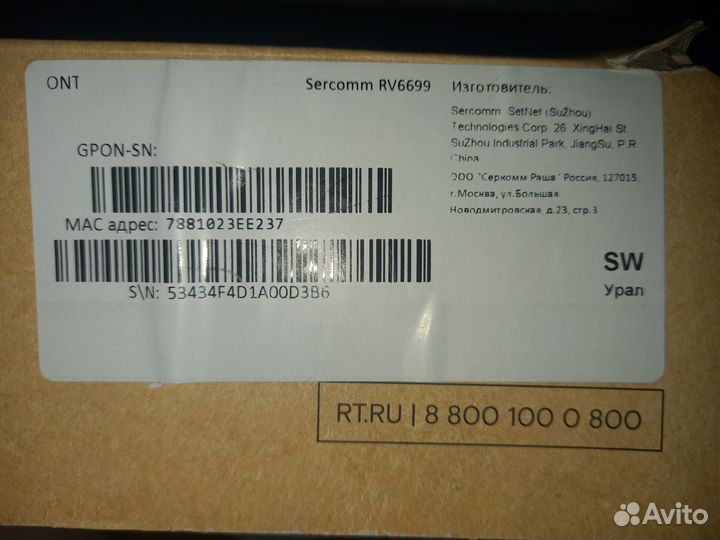 ONT
Sercomm RV6699
GPON-SN:
MAC адрес: 7881023EE237
S\N: 53434F4D1A00D3B6
Изготовитель:
Sercomm SetNet (SuZhou)
Technologies Corp. 26 XingHai St
SuZhou Industrial Park, JiangSu, P.R
China
ООО "Серкомм Раша" Россия, 127015,
г.Москва, ул.Большая
Новодмитровская, д.23, стр.3
SW
Урал
RT.RU | 8 800 100 0 800
Avito